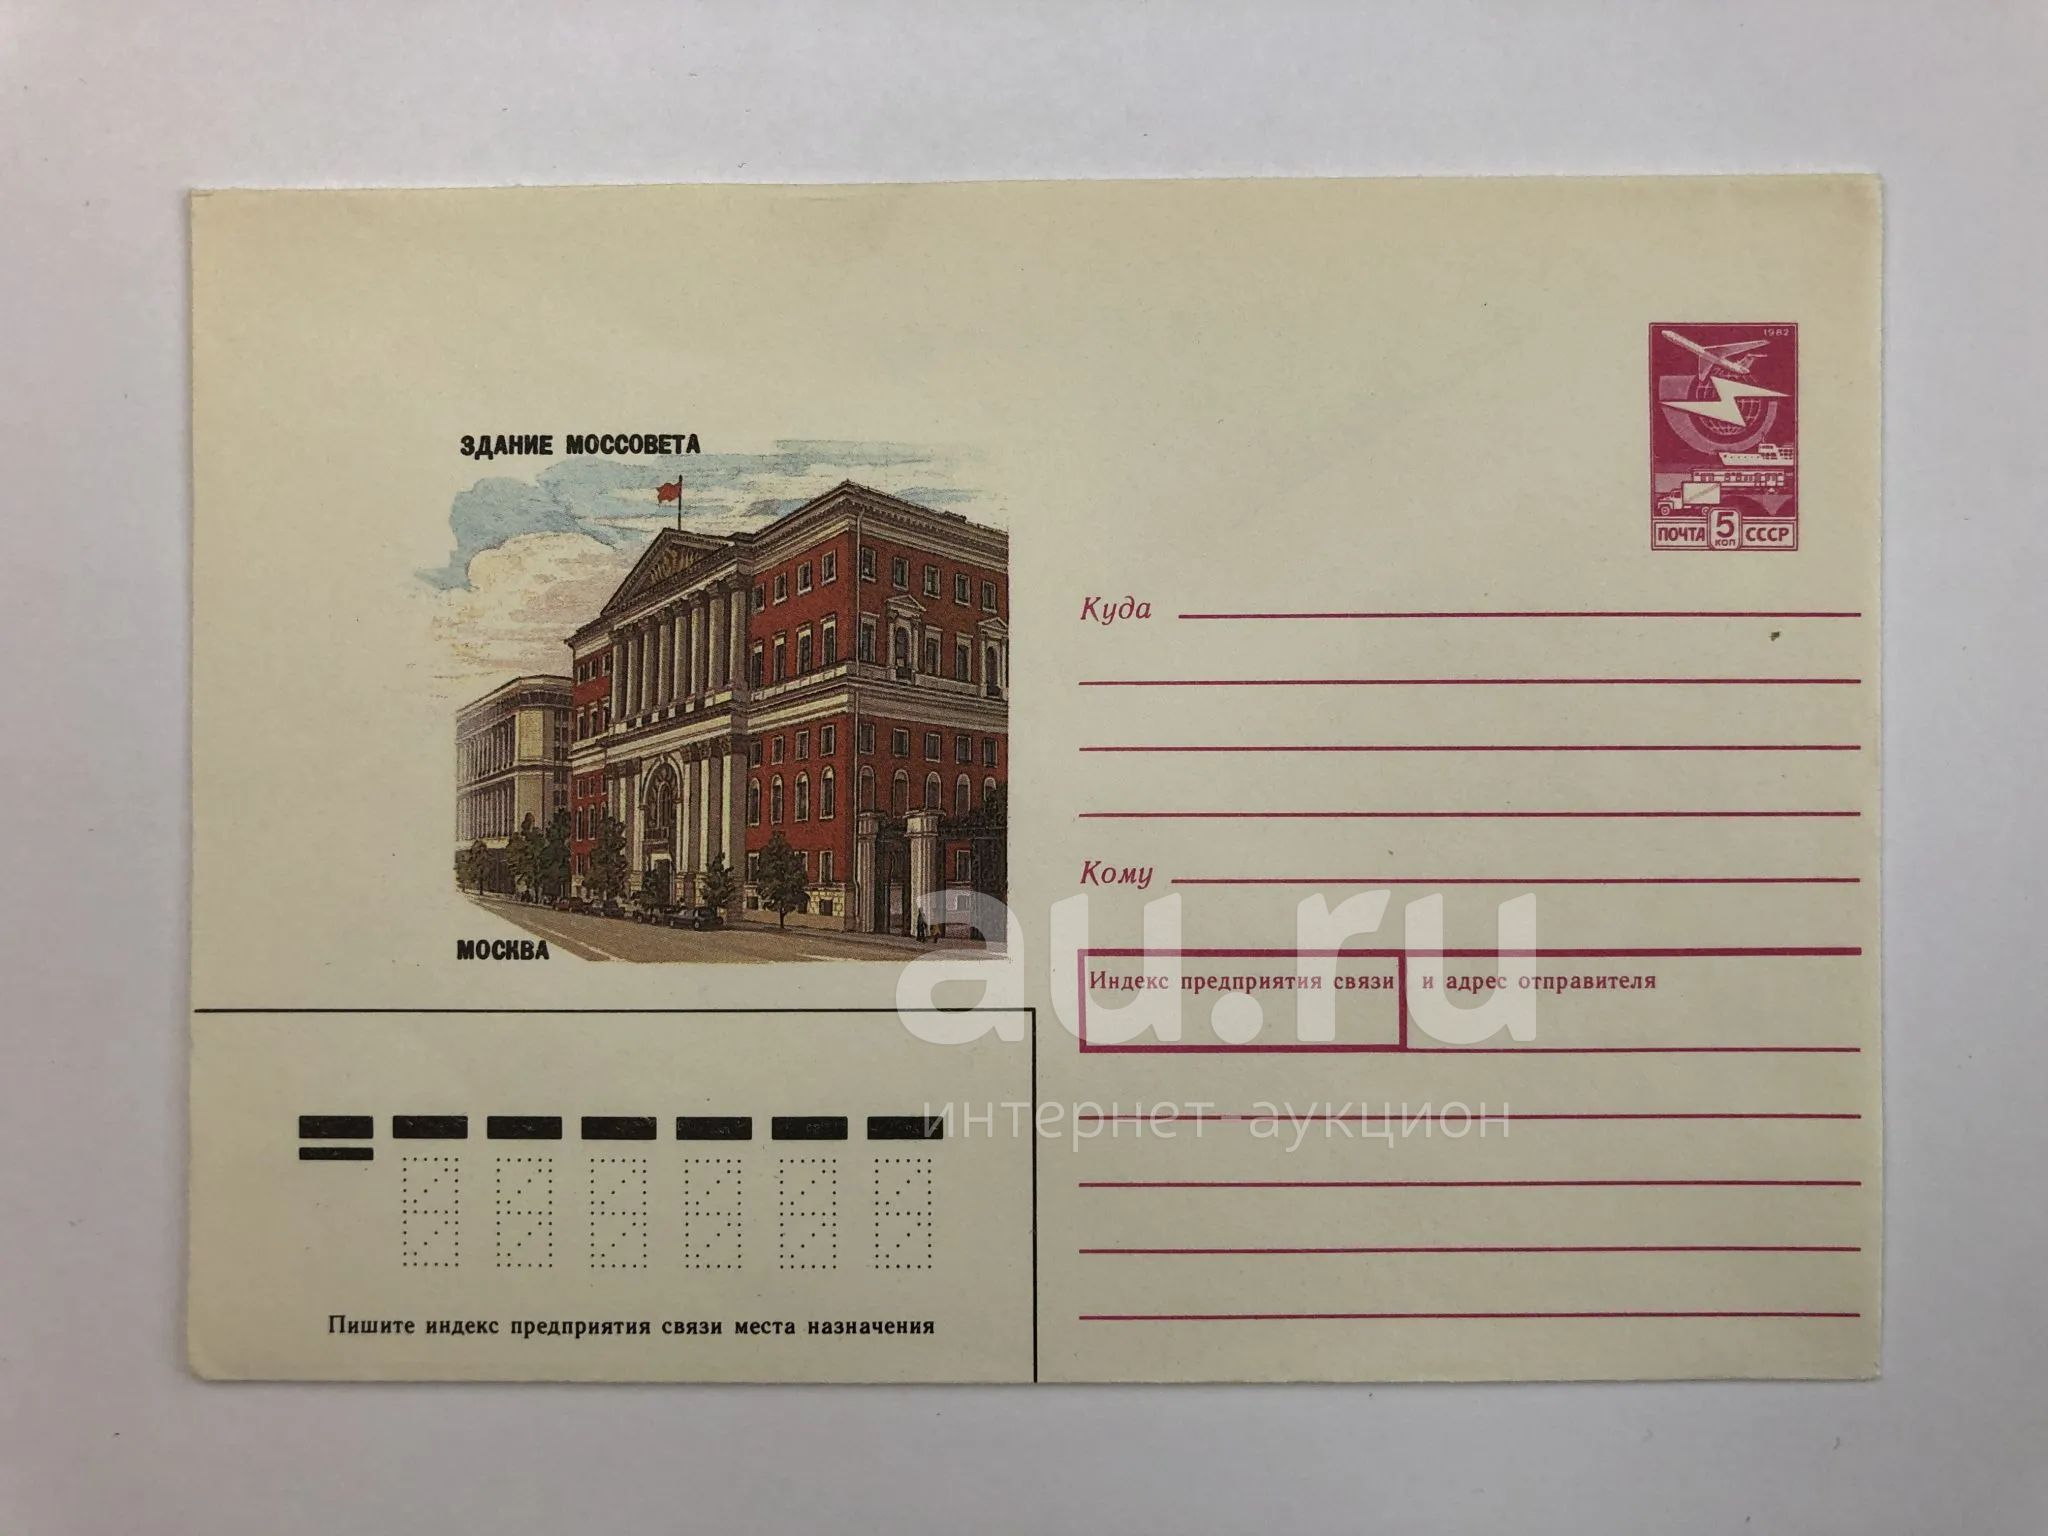 1982
ПОЧТА 5 КОП СССР
ЗДАНИЕ МОССОВЕТА
МОСКВА
Куда
Кому
Индекс предприятия связи и адрес отправителя
au.ru
интернет-аукцион
Пишите индекс предприятия связи места назначения